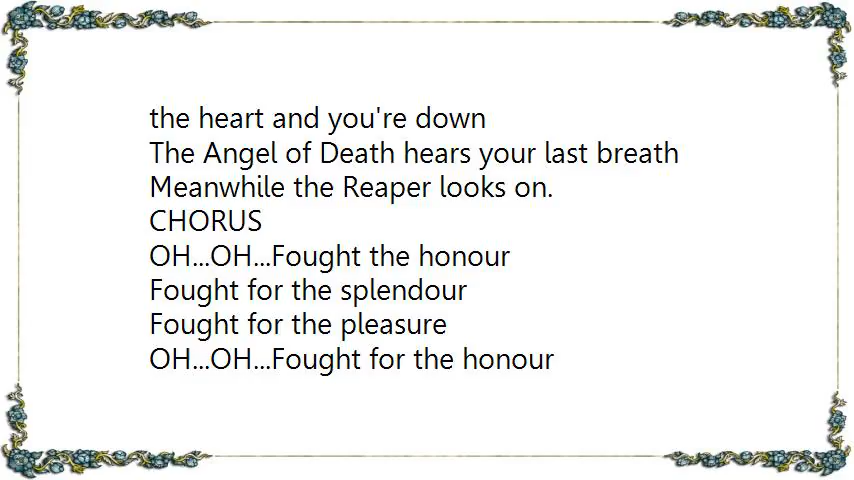 the heart and you're down
The Angel of Death hears your last breath
Meanwhile the Reaper looks on.
CHORUS
OH...OH...Fought the honour
Fought for the splendour
Fought for the pleasure
OH...OH...Fought for the honour